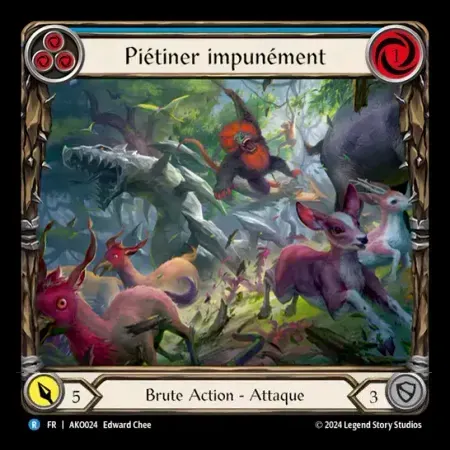 Piétiner impunément
1
5
Brute Action - Attaque
3
R FR | AKO024 Edward Chee
© 2024 Legend Story Studios